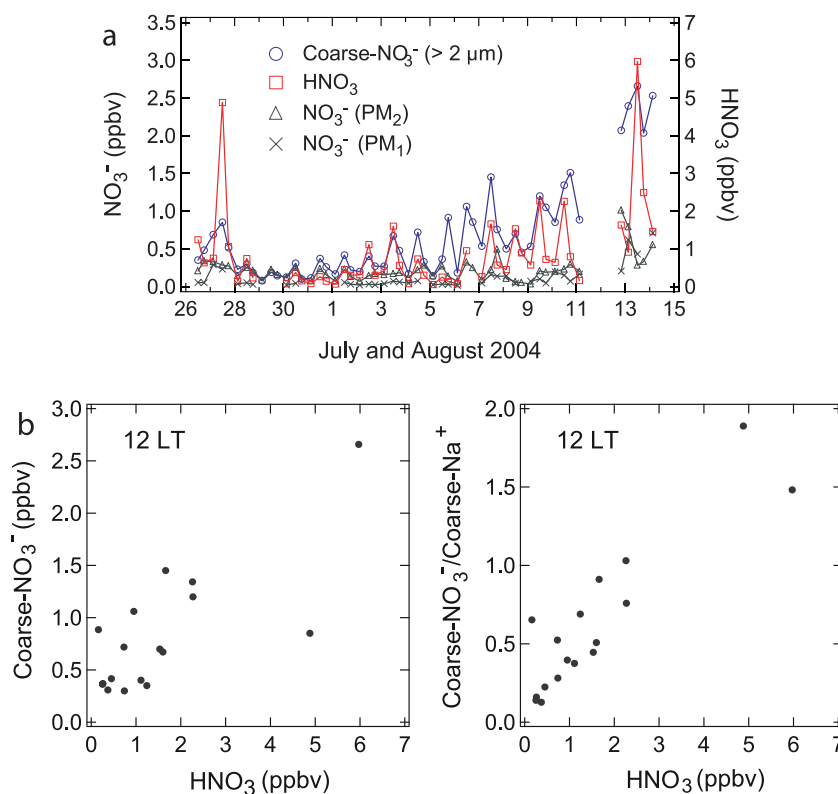 a
3.5
3.0
2.5
2.0
1.5
1.0
0.5
0.0
NO₃⁻ (ppbv)
Coarse-NO₃⁻ (> 2 µm)
HNO₃
NO₃⁻ (PM₂)
NO₃⁻ (PM₁)
7
6
5
4
3
2
1
0
HNO₃ (ppbv)
26 28 30 1 3 5 7 9 11 13 15
July and August 2004
b
12 LT
3.0
2.5
2.0
1.5
1.0
0.5
0.0
Coarse-NO₃⁻ (ppbv)
0 1 2 3 4 5 6 7
HNO₃ (ppbv)
12 LT
2.0
1.5
1.0
0.5
0.0
Coarse-NO₃⁻/Coarse-Na⁺
0 1 2 3 4 5 6 7
HNO₃ (ppbv)